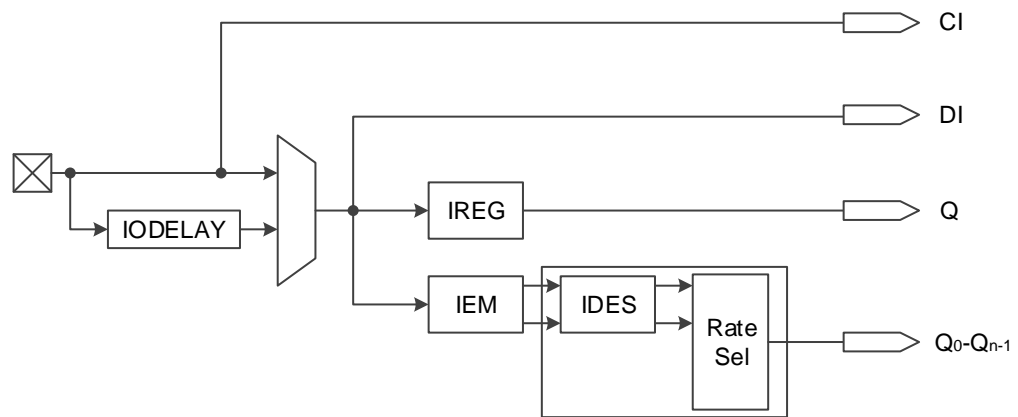 CI
DI
IREG
Q
IODELAY
IEM
IDES
Rate
Sel
Q0-Qn-1